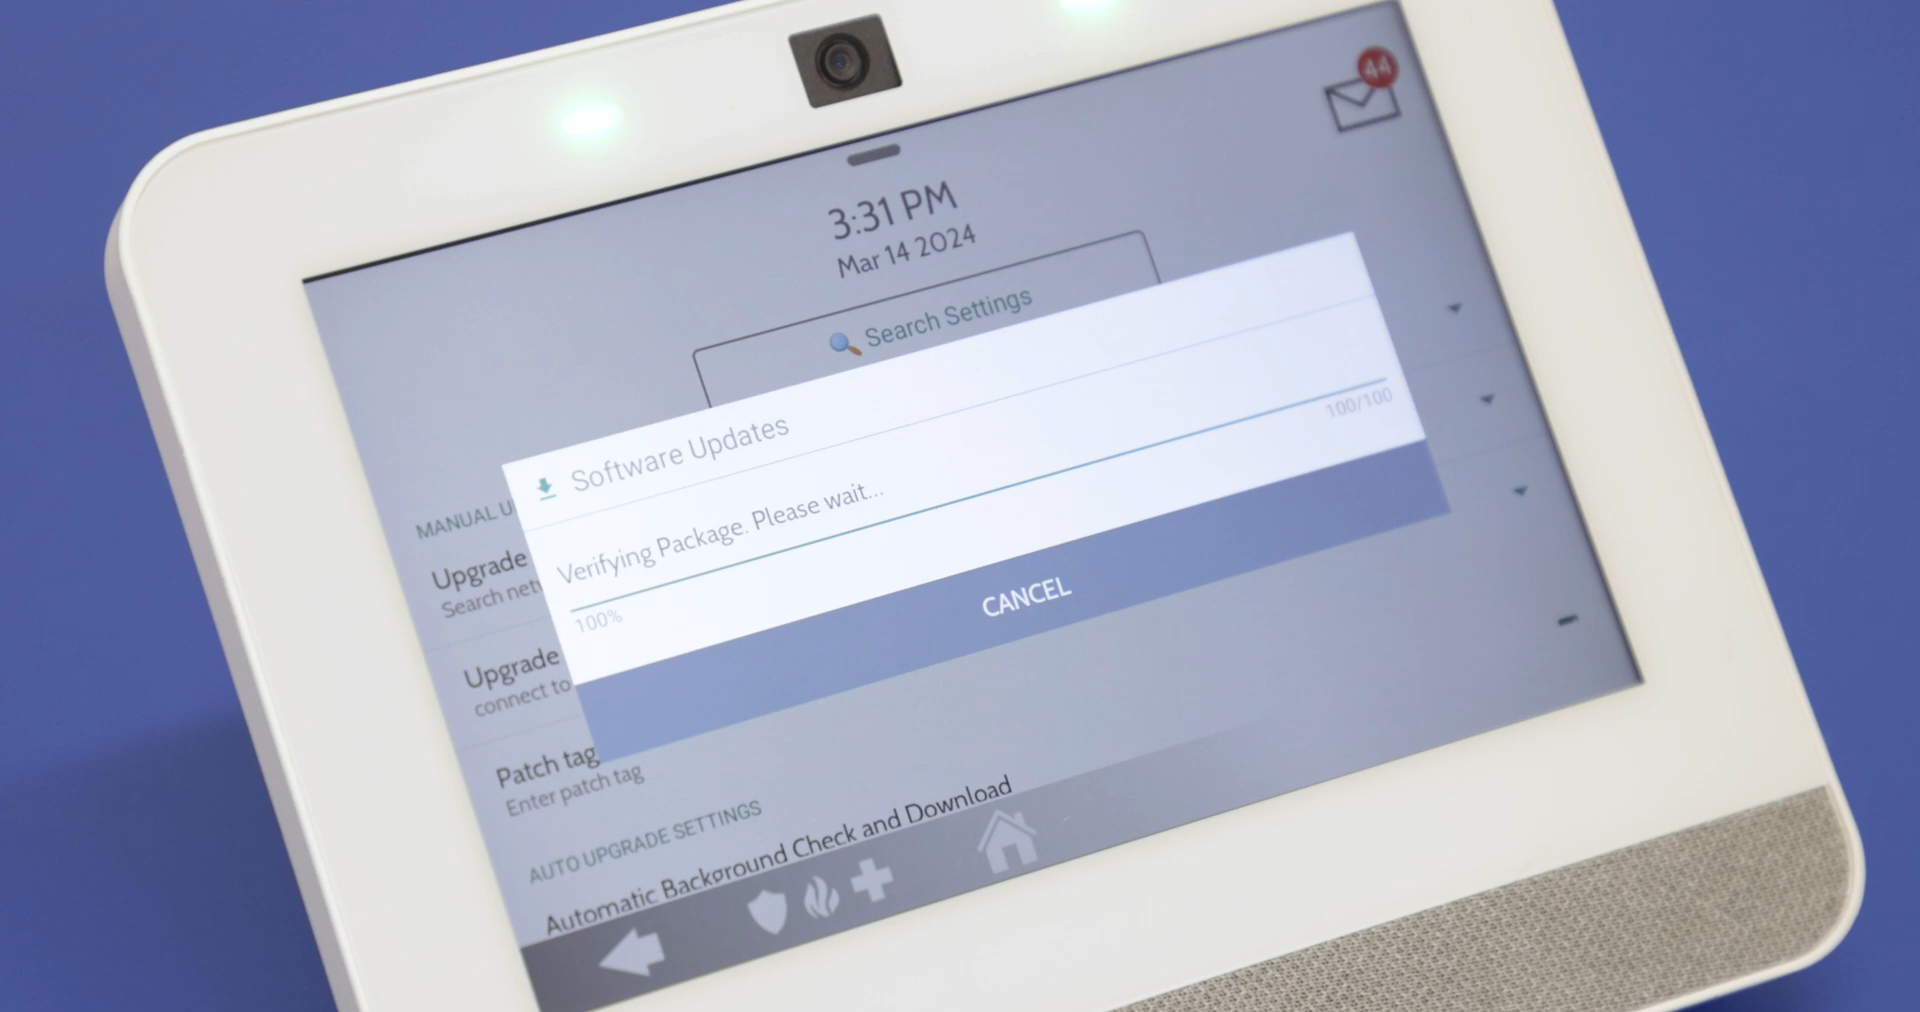 44
3:31 PM
Mar 14 2024
Search Settings
Software Updates
Verifying Package. Please wait...
100%
100/100
CANCEL
MANUAL U
Upgrade
Search netw
Upgrade
connect to
Patch tag
Enter patch tag
AUTO UPGRADE SETTINGS
Automatic Background Check and Download